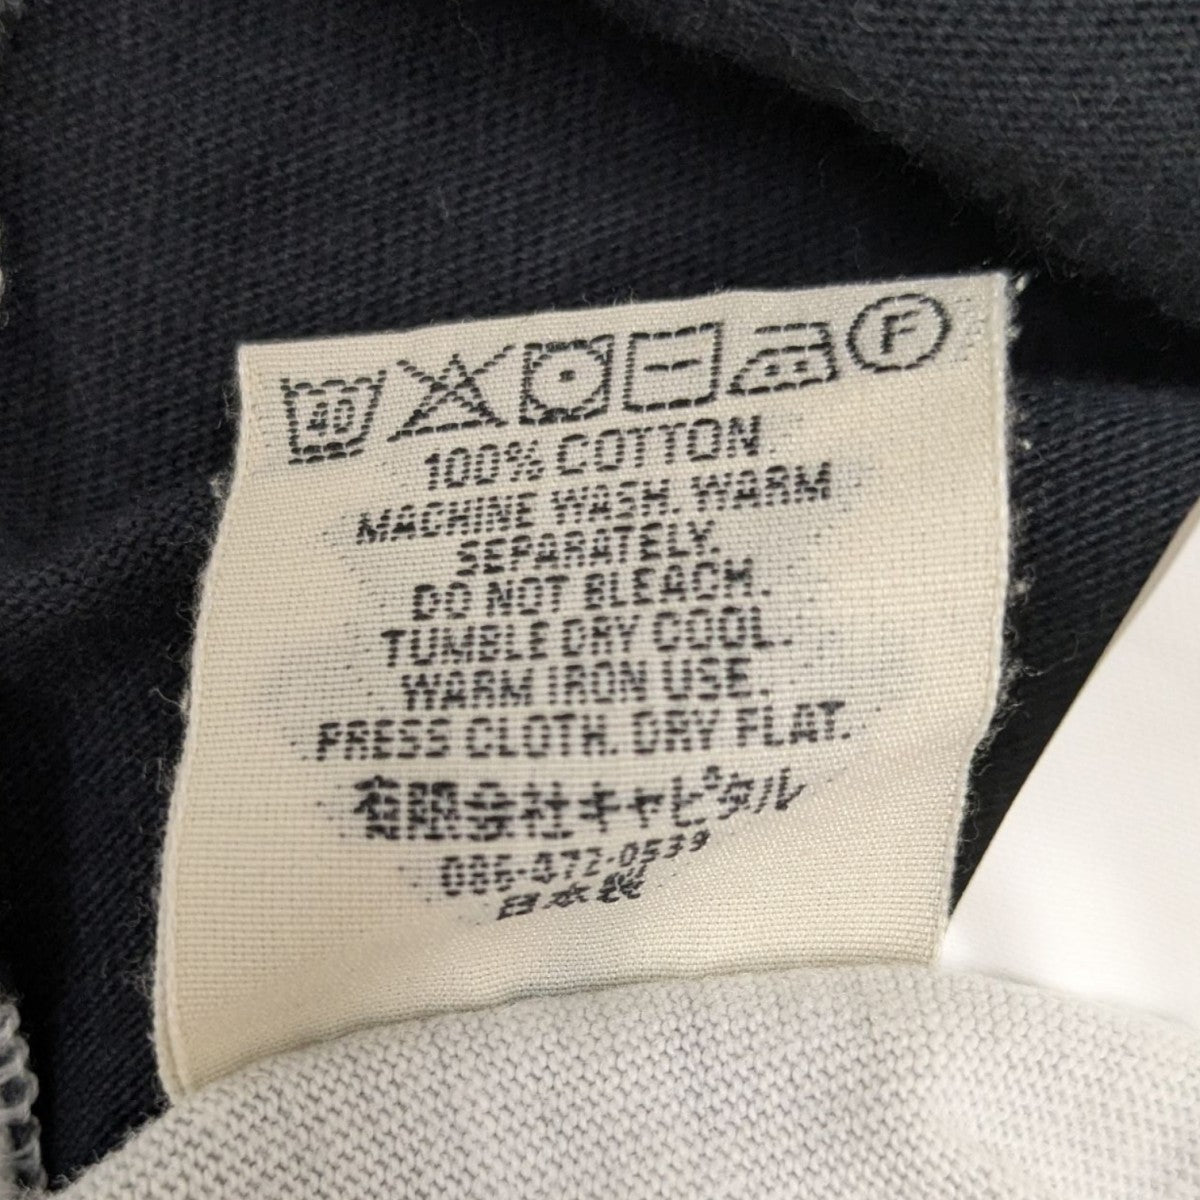 40 F
100% COTTON
MACHINE WASH. WARM
SEPARATELY.
DO NOT BLEACH.
TUMBLE DRY COOL.
WARM IRON USE.
PRESS CLOTH. DRY FLAT.
有限会社キャピタル
086-472-0539
日本製